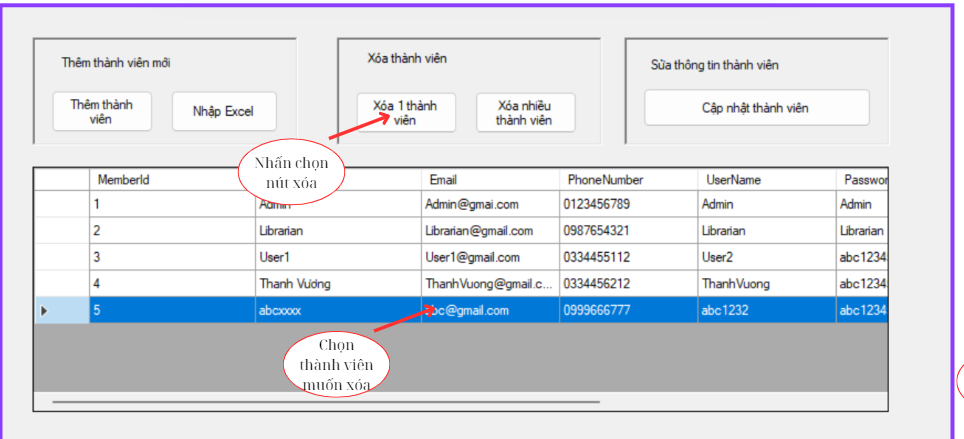 Thêm thành viên mới
Xóa thành viên
Sửa thông tin thành viên
Thêm thành viên
Nhập Excel
Xóa 1 thành viên
Xóa nhiều thành viên
Cập nhật thành viên
Nhấn chọn
nút xóa
MemberId Email PhoneNumber UserName Passwor
1 Admin Admin@gmai.com 0123456789 Admin Admin
2 Librarian Librarian@gmail.com 0987654321 Librarian Librarian
3 User1 User1@gmail.com 0334455112 User2 abc1234
4 Thanh Vương ThanhVuong@gmail.c... 0334456212 ThanhVuong abc1234
5 abcxxxx abc@gmail.com 0999666777 abc1232 abc1234
Chọn
thành viên
muốn xóa